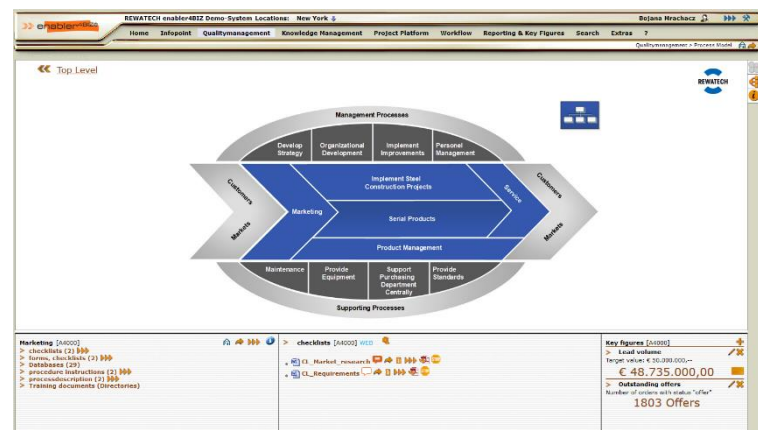 enabler4BIZ
REWATECH enabler4BIZ Demo-System Locations: New York
Bojana Hrachacz
Home Infopoint Qualitymanagement Knowledge Management Project Platform Workflow Reporting & Key Figures Search Extras ?
Qualitymanagement > Process Model
Top Level
REWATECH
Management Processes
Develop Strategy
Organizational Development
Implement Improvements
Personel Management
Customers
Markets
Marketing
Implement Steel
Construction Projects
Serial Products
Product Management
Service
Customers
Markets
Maintenance
Provide Equipment
Support Purchasing Department Centrally
Provide Standards
Supporting Processes
Marketing [A4000]
> checklists (2)
> forms, checklists (2)
> Databases (29)
> procedure instructions (2)
> processdescription (2)
> Training documents (Directories)
> checklists [A4000] WEB
CL_Market_research
CL_Requirements
Key figures [A4000]
> Lead volume
Target value: € 50.000.000,--
€ 48.735.000,00
> Outstanding offers
Number of orders with status "offer"
1803 Offers